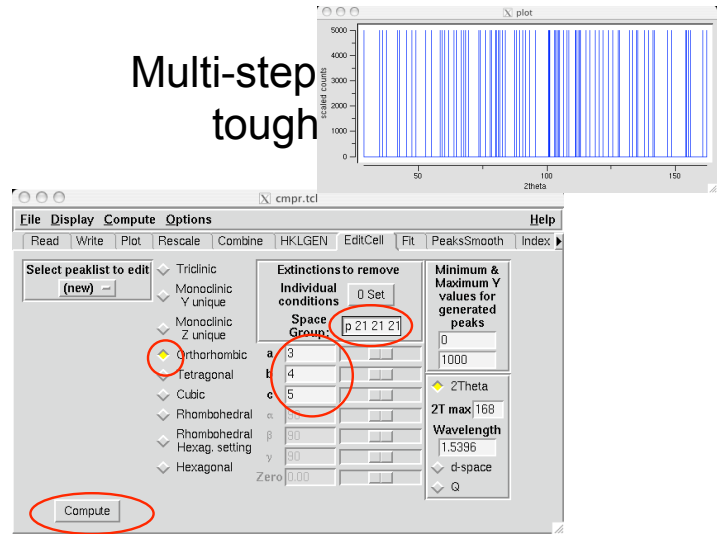 Multi-step
tough
X plot
scaled counts
5000
4000
3000
2000
1000
0
50
100
150
2theta
X cmpr.tcl
File Display Compute Options Help
Read Write Plot Rescale Combine HKLGEN EditCell Fit PeaksSmooth Index
Select peaklist to edit
(new)
Triclinic
Monoclinic
Y unique
Monoclinic
Z unique
Orthorhombic
Tetragonal
Cubic
Rhombohedral
Rhombohedral
Hexag. setting
Hexagonal
Extinctions to remove
Individual
conditions
0 Set
Space
Group:
p 21 21 21
a 3
b 4
c 5
α 90
β 90
γ 90
Zero 0.00
Minimum &
Maximum Y
values for
generated
peaks
0
1000
2Theta
2T max 168
Wavelength
1.5396
d-space
Q
Compute